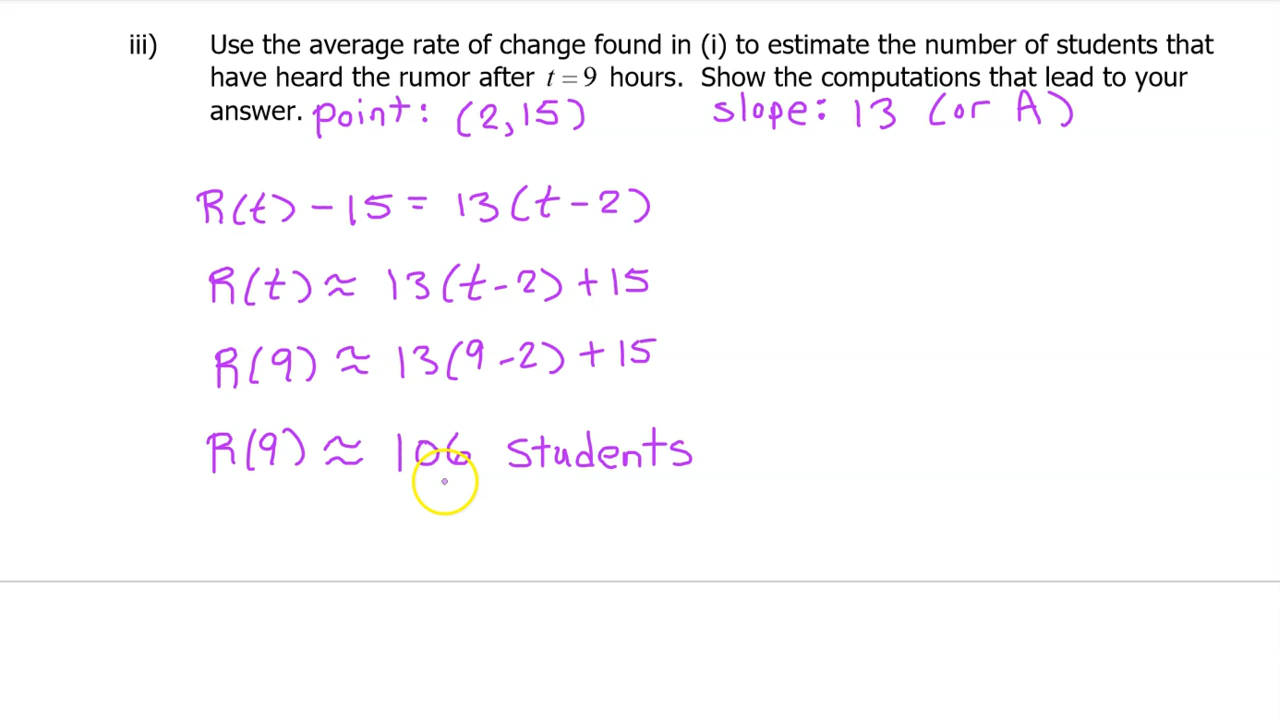 iii) Use the average rate of change found in (i) to estimate the number of students that
have heard the rumor after t = 9 hours. Show the computations that lead to your
answer. point: (2,15) slope: 13 (or A)
R(t) - 15 = 13(t-2)
R(t) ≈ 13(t-2) + 15
R(9) ≈ 13(9-2) + 15
R(9) ≈ 106 students